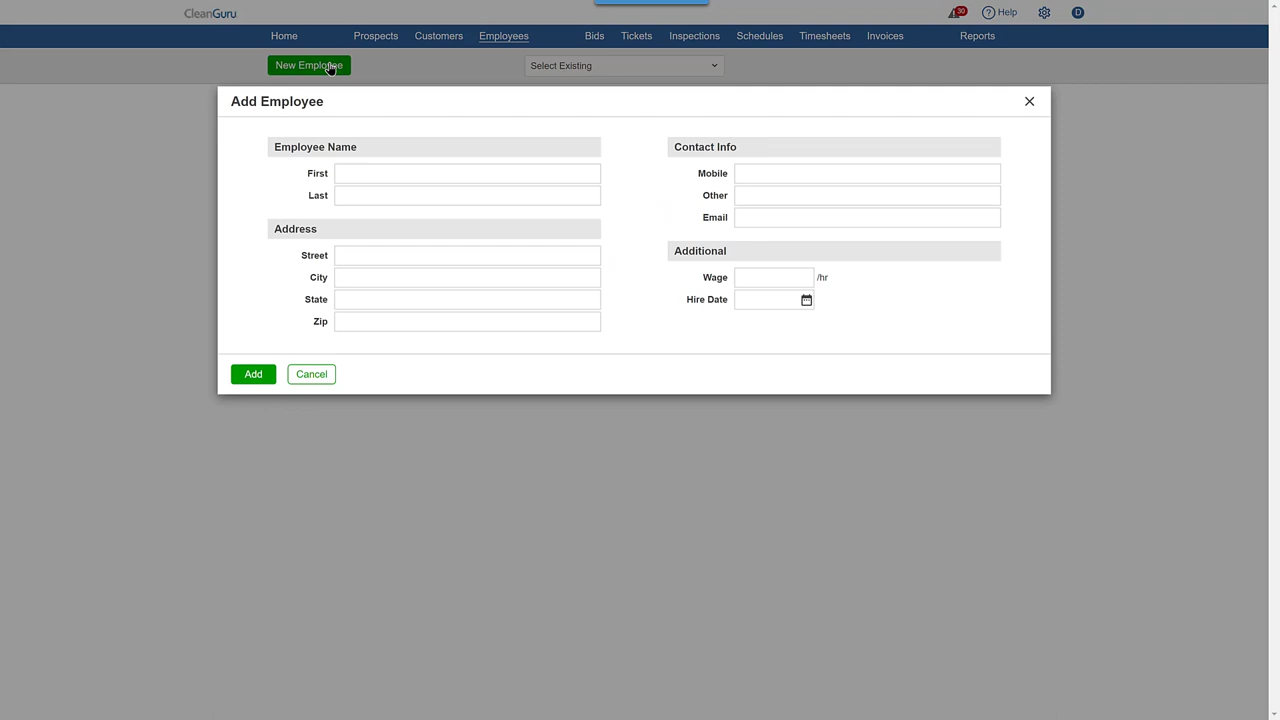 CleanGuru
30
Help
D
Home Prospects Customers Employees Bids Tickets Inspections Schedules Timesheets Invoices Reports
New Employee
Select Existing
Add Employee
Employee Name
First
Last
Address
Street
City
State
Zip
Contact Info
Mobile
Other
Email
Additional
Wage /hr
Hire Date
Add Cancel